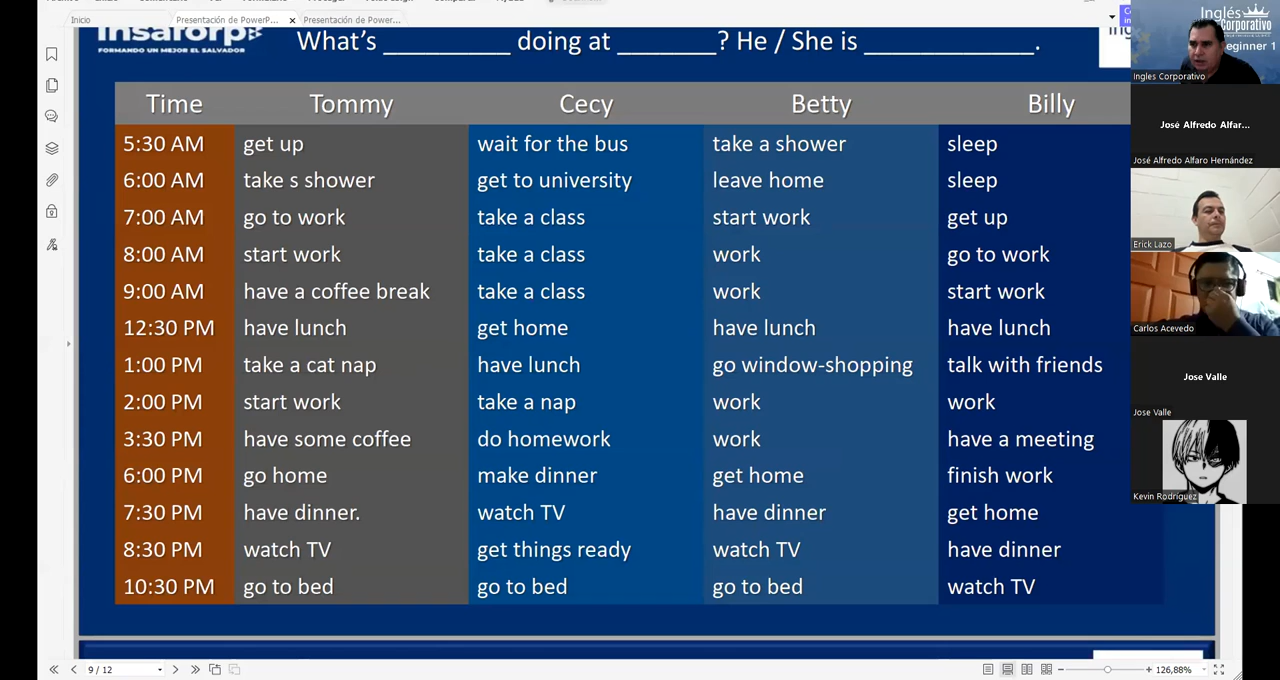 Inicio
Presentación de PowerP...
Presentación de Power...
insaforp
FORMANDO UN MEJOR EL SALVADOR
What's ____________ doing at _________? He / She is ________________.
Time Tommy Cecy Betty Billy
5:30 AM get up wait for the bus take a shower sleep
6:00 AM take s shower get to university leave home sleep
7:00 AM go to work take a class start work get up
8:00 AM start work take a class work go to work
9:00 AM have a coffee break take a class work start work
12:30 PM have lunch get home have lunch have lunch
1:00 PM take a cat nap have lunch go window-shopping talk with friends
2:00 PM start work take a nap work work
3:30 PM have some coffee do homework work have a meeting
6:00 PM go home make dinner get home finish work
7:30 PM have dinner. watch TV have dinner get home
8:30 PM watch TV get things ready watch TV have dinner
10:30 PM go to bed go to bed go to bed watch TV
9 / 12
126,88%
Inglés
Corporativo
eginner 1
Ingles Corporativo
José Alfredo Alfar...
José Alfredo Alfaro Hernández
Erick Lazo
Carlos Acevedo
Jose Valle
Jose Valle
Kevin Rodríguez